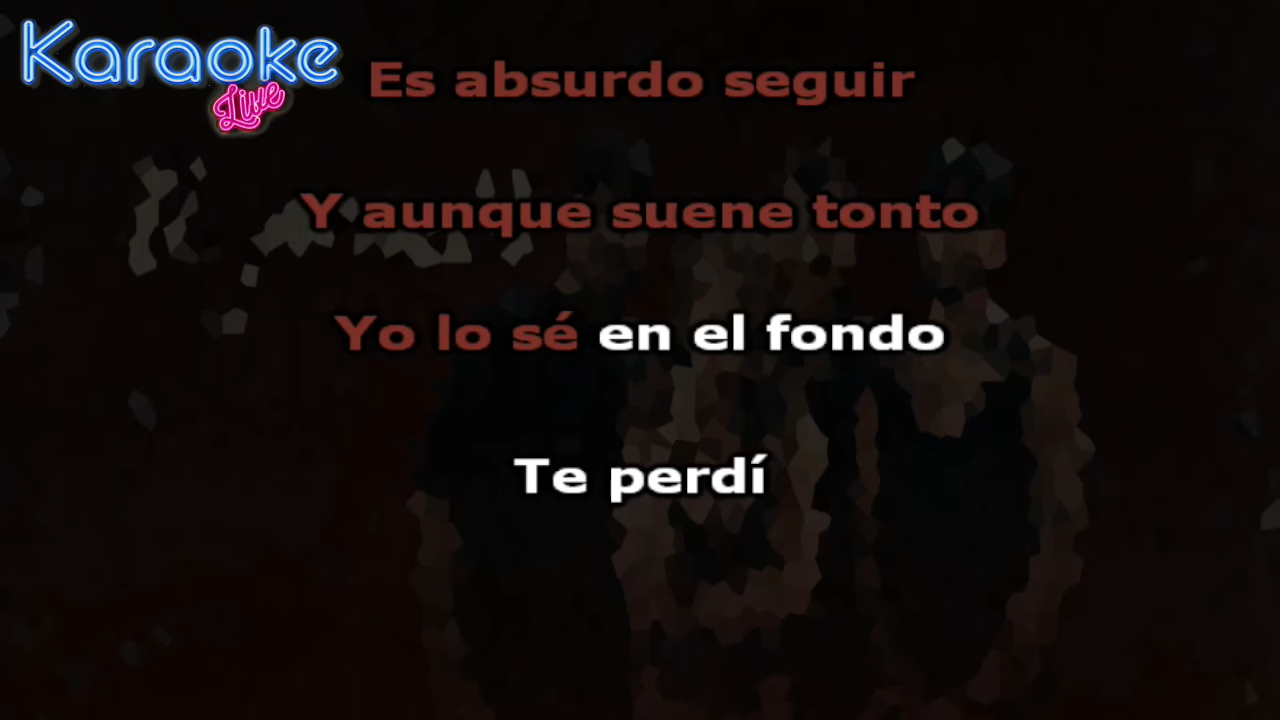 Karaoke
Live
Es absurdo seguir
Y aunque suene tonto
Yo lo sé en el fondo
Te perdí